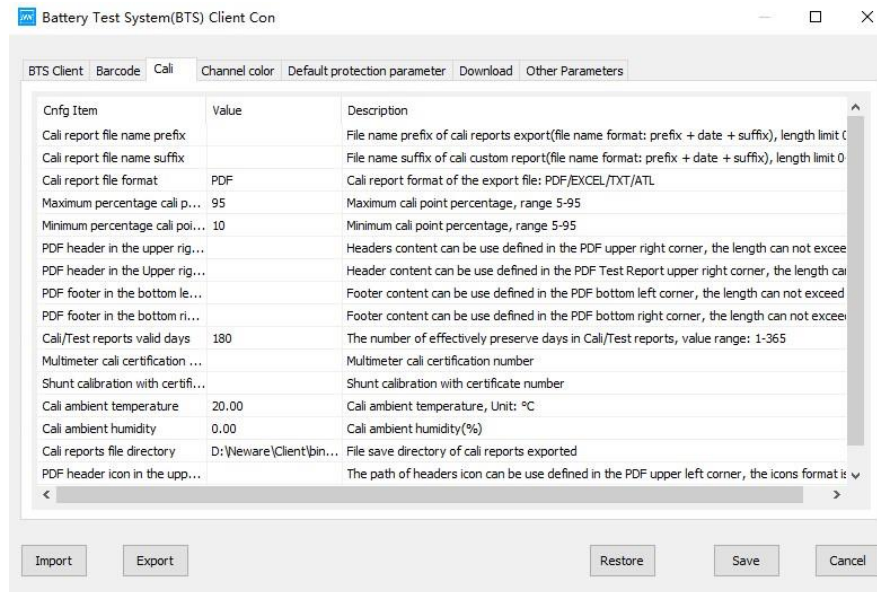 Battery Test System(BTS) Client Con
BTS Client Barcode Cali Channel color Default protection parameter Download Other Parameters
Cnfg Item Value Description
Cali report file name prefix File name prefix of cali reports export(file name format: prefix + date + suffix), length limit 0
Cali report file name suffix File name suffix of cali custom report(file name format: prefix + date + suffix), length limit 0-
Cali report file format PDF Cali report format of the export file: PDF/EXCEL/TXT/ATL
Maximum percentage cali p... 95 Maximum cali point percentage, range 5-95
Minimum percentage cali poi... 10 Minimum cali point percentage, range 5-95
PDF header in the upper rig... Headers content can be use defined in the PDF upper right corner, the length can not excee
PDF header in the Upper rig... Header content can be use defined in the PDF Test Report upper right corner, the length ca
PDF footer in the bottom le... Footer content can be use defined in the PDF bottom left corner, the length can not exceed
PDF footer in the bottom ri... Footer content can be use defined in the PDF bottom right corner, the length can not excee
Cali/Test reports valid days 180 The number of effectively preserve days in Cali/Test reports, value range: 1-365
Multimeter cali certification ... Multimeter cali certification number
Shunt calibration with certifi... Shunt calibration with certificate number
Cali ambient temperature 20.00 Cali ambient temperature, Unit: °C
Cali ambient humidity 0.00 Cali ambient humidity(%)
Cali reports file directory D:\Neware\Client\bin... File save directory of cali reports exported
PDF header icon in the upp... The path of headers icon can be use defined in the PDF upper left corner, the icons format is
Import Export Restore Save Cancel